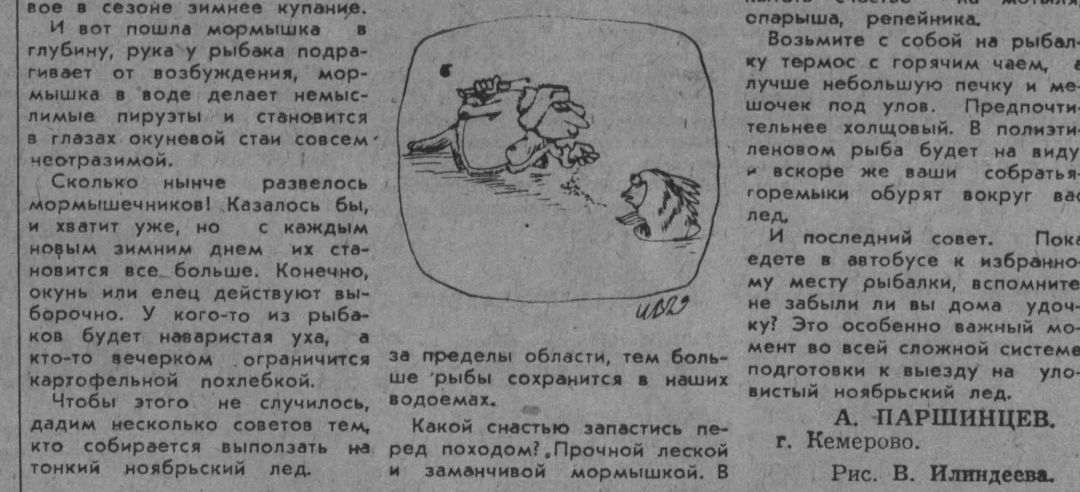 вое в сезоне зимнее купание.
И вот пошла мормышка в
глубину, рука у рыбака подра-
гивает от возбуждения, мор-
мышка в воде делает немыс-
лимые пируэты и становится
в глазах окуневой стаи совсем
неотразимой.
Сколько нынче развелось
мормышечников! Казалось бы,
и хватит уже, но с каждым
новым зимним днем их ста-
новится все больше. Конечно,
окунь или елец действуют вы-
борочно. У кого-то из рыба-
ков будет наваристая уха, а
кто-то вечерком ограничится
картофельной похлебкой.
Чтобы этого не случилось,
дадим несколько советов тем,
кто собирается выползать на
тонкий ноябрьский лед.
за пределы области, тем боль-
ше рыбы сохранится в наших
водоемах.
Какой снастью запастись пе-
ред походом? Прочной леской
и заманчивой мормышкой. В
опарыша, репейника.
Возьмите с собой на рыбал-
ку термос с горячим чаем, а
лучше небольшую печку и ме-
шочек под улов. Предпочти-
тельнее холщовый. В полиэти-
леновом рыба будет на виду
и вскоре же ваши собратья-
горемыки обурят вокруг вас
лед.
И последний совет. Пока
едете в автобусе к избранно-
му месту рыбалки, вспомните
не забыли ли вы дома удоч-
ку? Это особенно важный мо-
мент во всей сложной системе
подготовки к выезду на уло-
вистый ноябрьский лед.
А. ПАРШИНЦЕВ.
г. Кемерово.
Рис. В. Илиндеева.